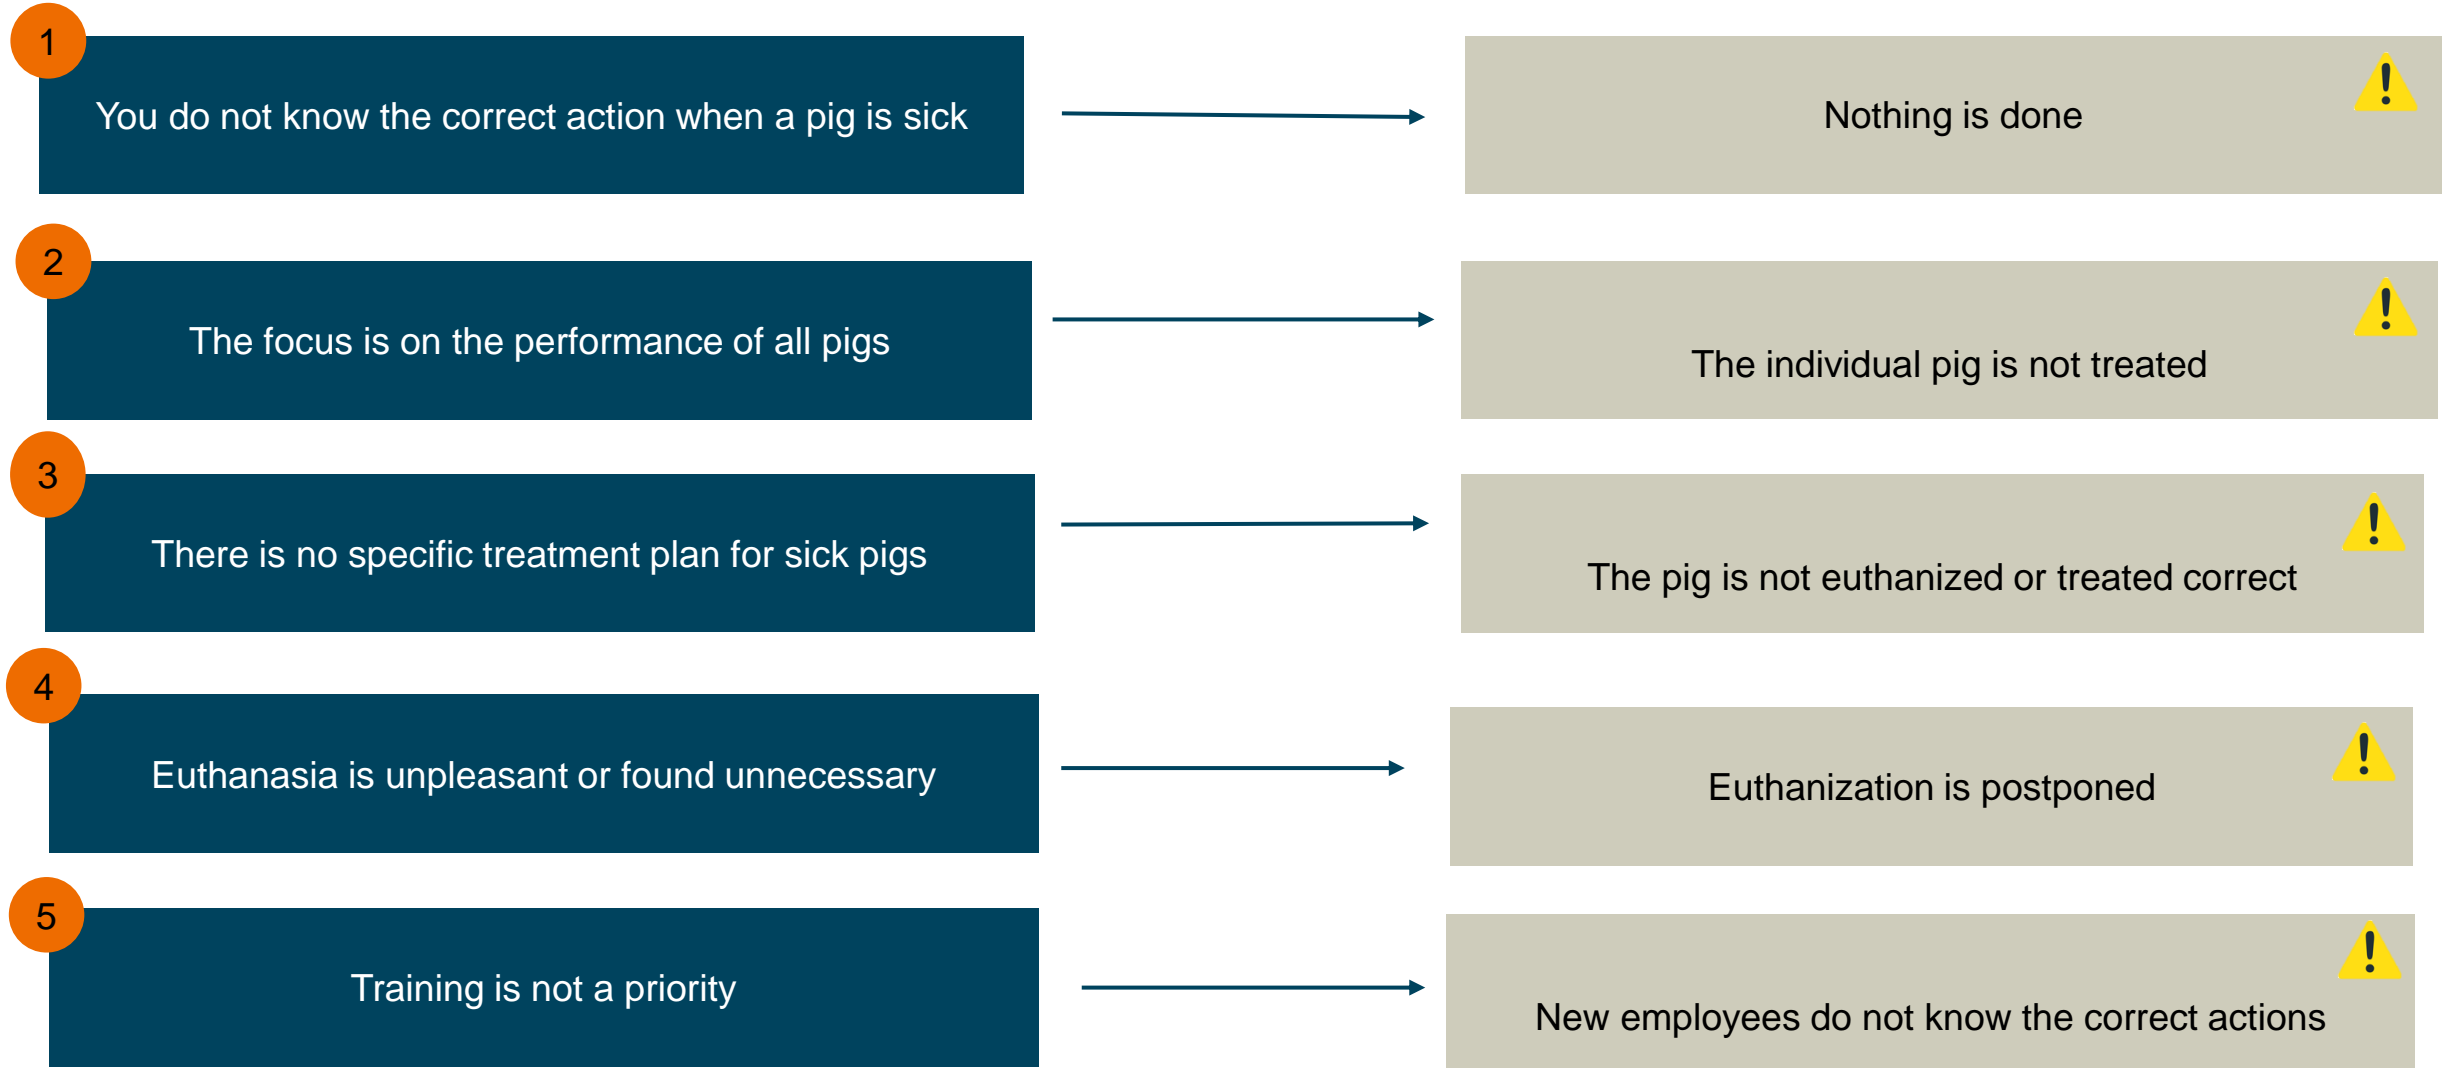 1
You do not know the correct action when a pig is sick
Nothing is done
2
The focus is on the performance of all pigs
The individual pig is not treated
3
There is no specific treatment plan for sick pigs
The pig is not euthanized or treated correct
4
Euthanasia is unpleasant or found unnecessary
Euthanization is postponed
5
Training is not a priority
New employees do not know the correct actions